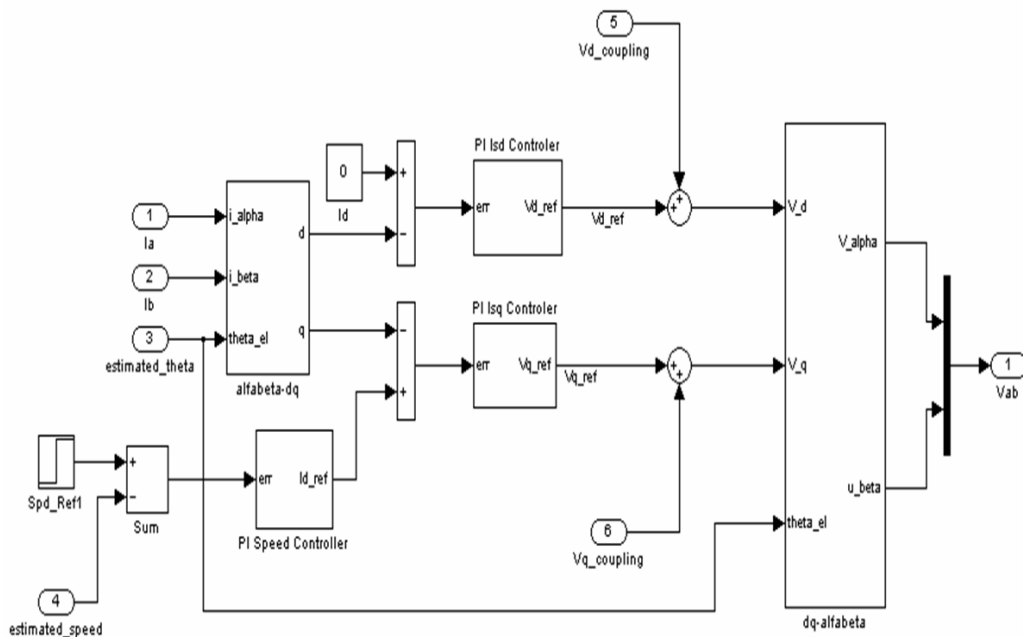 5
Vd_coupling
PI Isd Controler
0
Id
+
−
err
Vd_ref
Vd_ref
+
+
V_d
1
Ia
i_alpha
d
2
Ib
i_beta
3
estimated_theta
theta_el
q
alfabeta-dq
−
+
PI Isq Controler
err
Vq_ref
Vq_ref
+
+
V_q
V_alpha
1
Vab
Spd_Ref1
+
−
Sum
err
Id_ref
PI Speed Controller
4
estimated_speed
6
Vq_coupling
u_beta
theta_el
dq-alfabeta